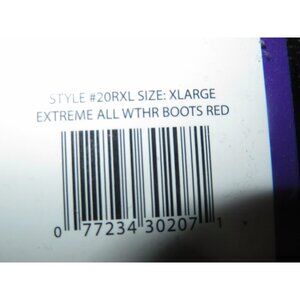 STYLE #20RXL SIZE: XLARGE
EXTREME ALL WTHR BOOTS RED
0 77234 30207 1